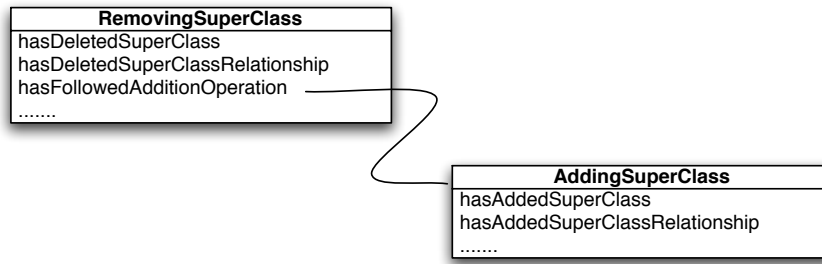 RemovingSuperClass
hasDeletedSuperClass
hasDeletedSuperClassRelationship
hasFollowedAdditionOperation
.......
AddingSuperClass
hasAddedSuperClass
hasAddedSuperClassRelationship
.......